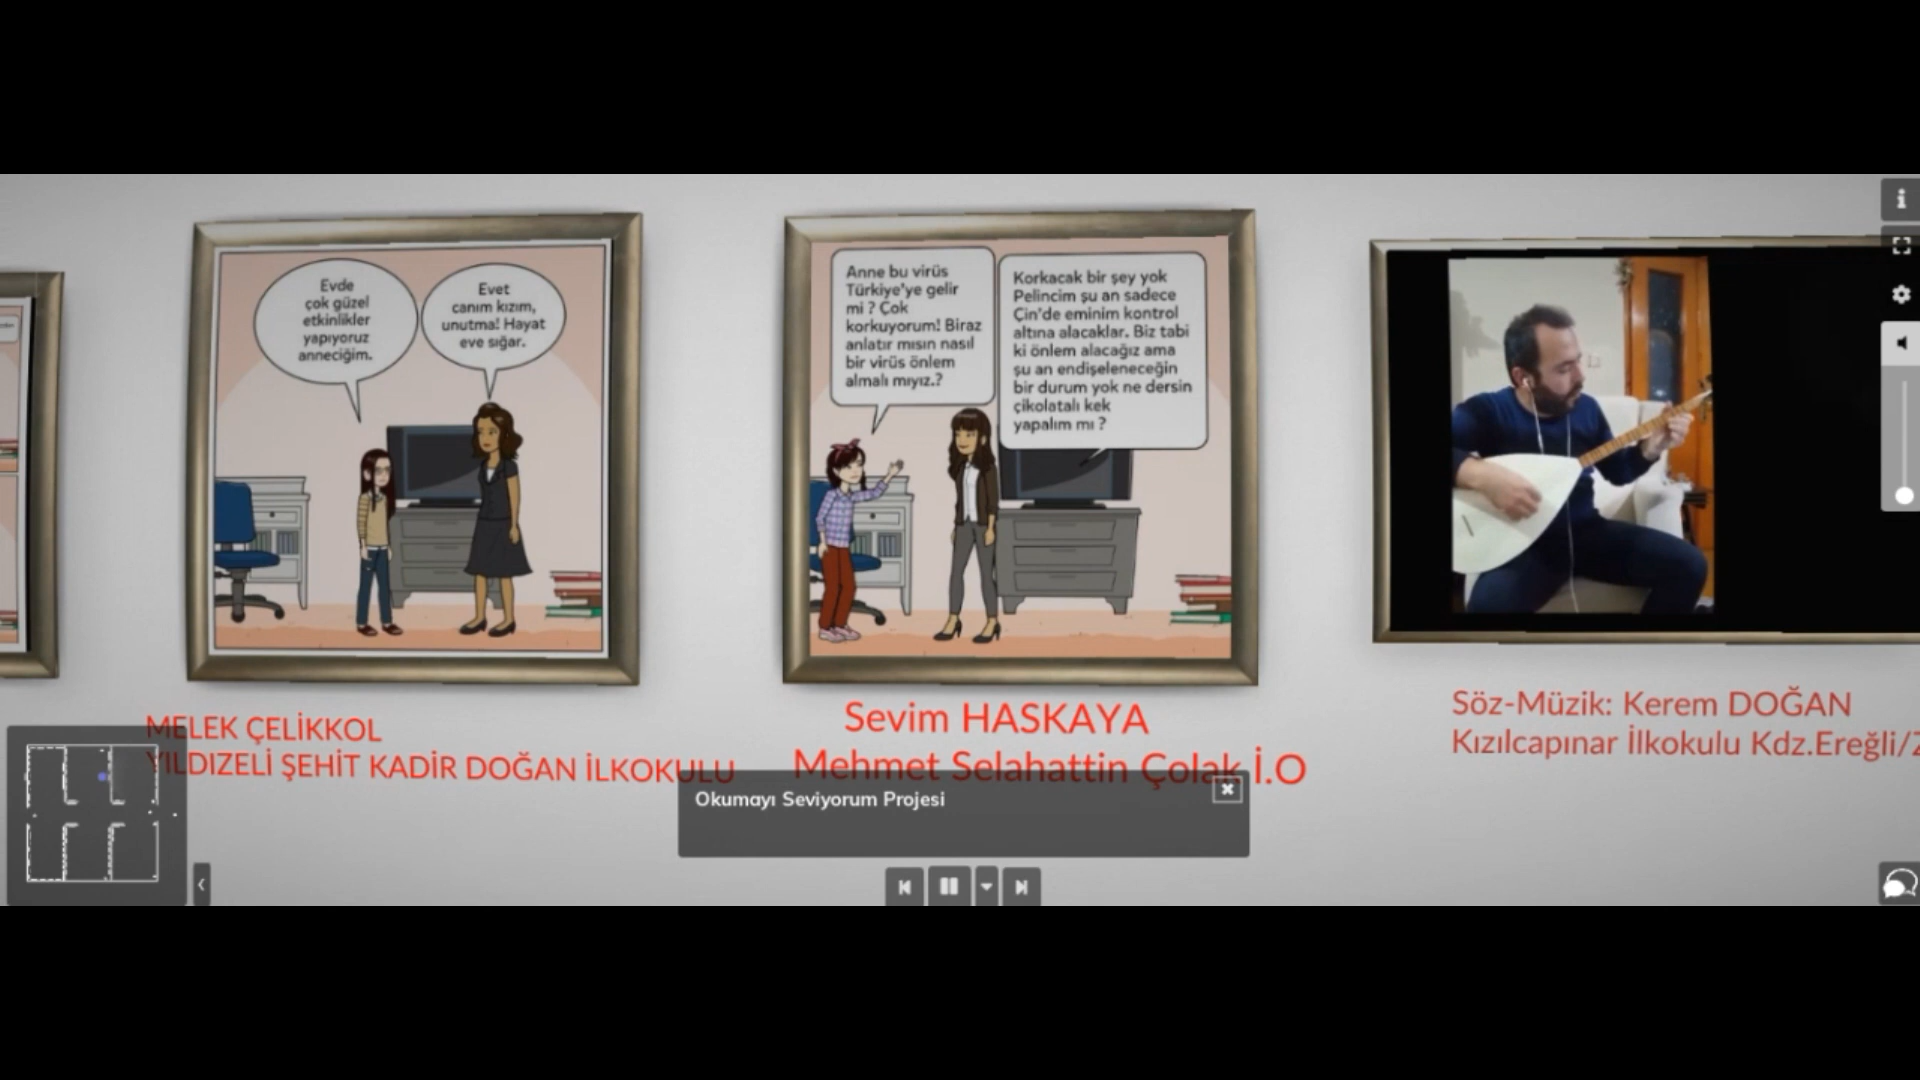 Evde
çok güzel
etkinlikler
yapıyoruz
anneciğim.
Evet
canım kızım,
unutma! Hayat
eve sığar.
Anne bu virüs
Türkiye'ye gelir
mi ? Çok
korkuyorum! Biraz
anlatır mısın nasıl
bir virüs önlem
almalı mıyız.?
Korkacak bir şey yok
Pelincim şu an sadece
Çin'de eminim kontrol
altına alacaklar. Biz tabi
ki önlem alacağız ama
şu an endişeleneceğin
bir durum yok ne dersin
çikolatalı kek
yapalım mı ?
MELEK ÇELİKKOL
YILDIZELİ ŞEHİT KADİR DOĞAN İLKOKULU
Sevim HASKAYA
Mehmet Selahattin Çolak İ.O
Söz-Müzik: Kerem DOĞAN
Kızılcapınar İlkokulu Kdz.Ereğli/Z
Okumayı Seviyorum Projesi